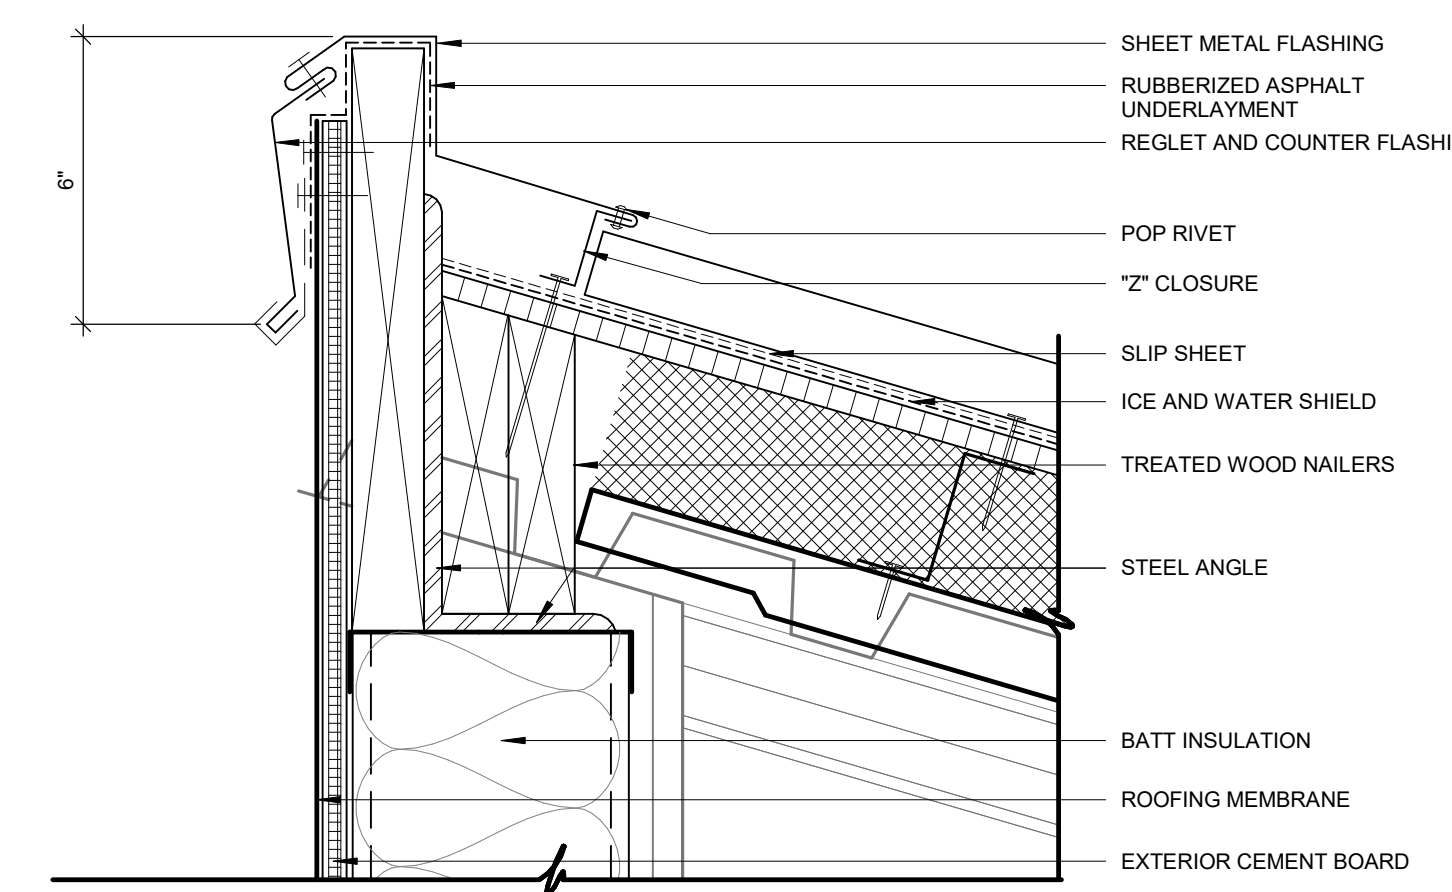 SHEET METAL FLASHING
RUBBERIZED ASPHALT
UNDERLAYMENT
REGLET AND COUNTER FLASHI
6"
POP RIVET
"Z" CLOSURE
SLIP SHEET
ICE AND WATER SHIELD
TREATED WOOD NAILERS
STEEL ANGLE
BATT INSULATION
ROOFING MEMBRANE
EXTERIOR CEMENT BOARD